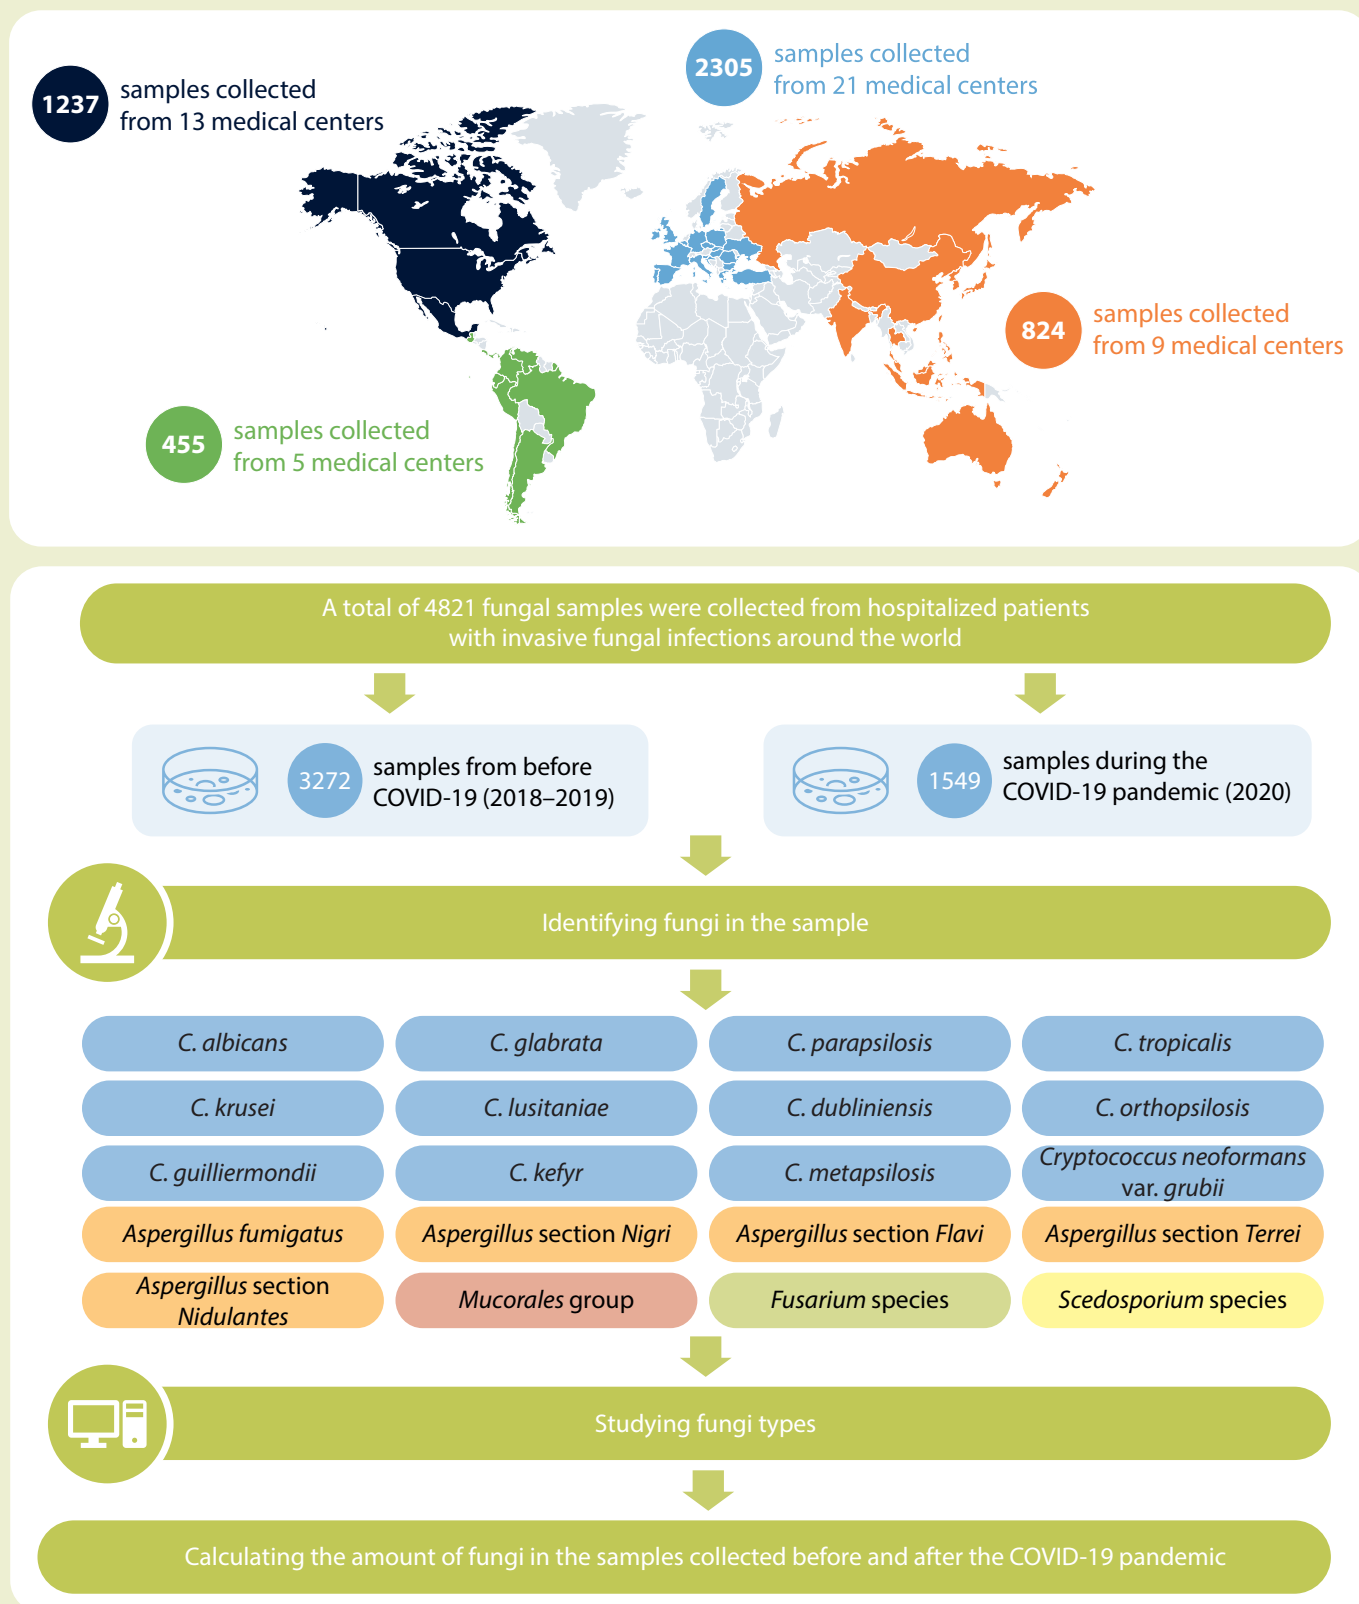 1237
samples collected
from 13 medical centers
2305
samples collected
from 21 medical centers
824
samples collected
from 9 medical centers
455
samples collected
from 5 medical centers
A total of 4821 fungal samples were collected from hospitalized patients
with invasive fungal infections around the world
3272
samples from before
COVID-19 (2018–2019)
1549
samples during the
COVID-19 pandemic (2020)
Identifying fungi in the sample
C. albicans
C. glabrata
C. parapsilosis
C. tropicalis
C. krusei
C. lusitaniae
C. dubliniensis
C. orthopsilosis
C. guilliermondii
C. kefyr
C. metapsilosis
Cryptococcus neoformans
var. grubii
Aspergillus fumigatus
Aspergillus section Nigri
Aspergillus section Flavi
Aspergillus section Terrei
Aspergillus section
Nidulantes
Mucorales group
Fusarium species
Scedosporium species
Studying fungi types
Calculating the amount of fungi in the samples collected before and after the COVID-19 pandemic